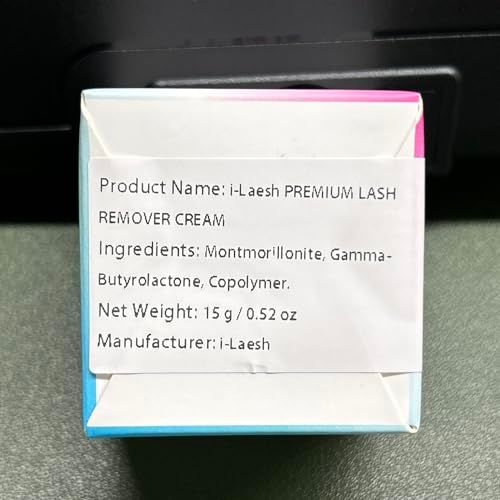 Product Name: i-Laesh PREMIUM LASH
REMOVER CREAM
Ingredients: Montmorillonite, Gamma-
Butyrolactone, Copolymer.
Net Weight: 15 g / 0.52 oz
Manufacturer: i-Laesh